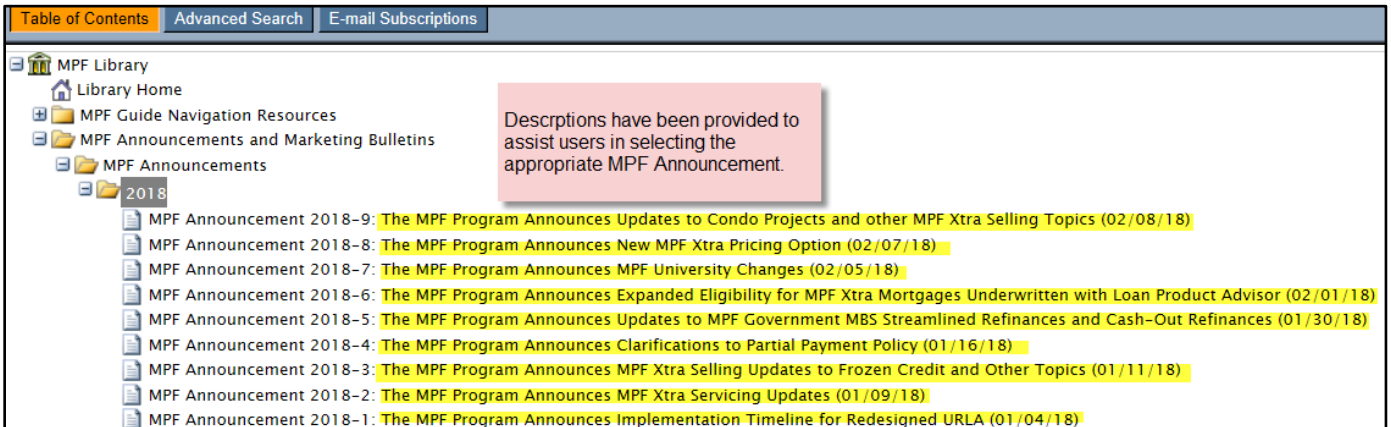 Table of Contents Advanced Search E-mail Subscriptions
MPF Library
Library Home
MPF Guide Navigation Resources
MPF Announcements and Marketing Bulletins
MPF Announcements
2018
Descrptions have been provided to
assist users in selecting the
appropriate MPF Announcement.
MPF Announcement 2018-9: The MPF Program Announces Updates to Condo Projects and other MPF Xtra Selling Topics (02/08/18)
MPF Announcement 2018-8: The MPF Program Announces New MPF Xtra Pricing Option (02/07/18)
MPF Announcement 2018-7: The MPF Program Announces MPF University Changes (02/05/18)
MPF Announcement 2018-6: The MPF Program Announces Expanded Eligibility for MPF Xtra Mortgages Underwritten with Loan Product Advisor (02/01/18)
MPF Announcement 2018-5: The MPF Program Announces Updates to MPF Government MBS Streamlined Refinances and Cash-Out Refinances (01/30/18)
MPF Announcement 2018-4: The MPF Program Announces Clarifications to Partial Payment Policy (01/16/18)
MPF Announcement 2018-3: The MPF Program Announces MPF Xtra Selling Updates to Frozen Credit and Other Topics (01/11/18)
MPF Announcement 2018-2: The MPF Program Announces MPF Xtra Servicing Updates (01/09/18)
MPF Announcement 2018-1: The MPF Program Announces Implementation Timeline for Redesigned URLA (01/04/18)